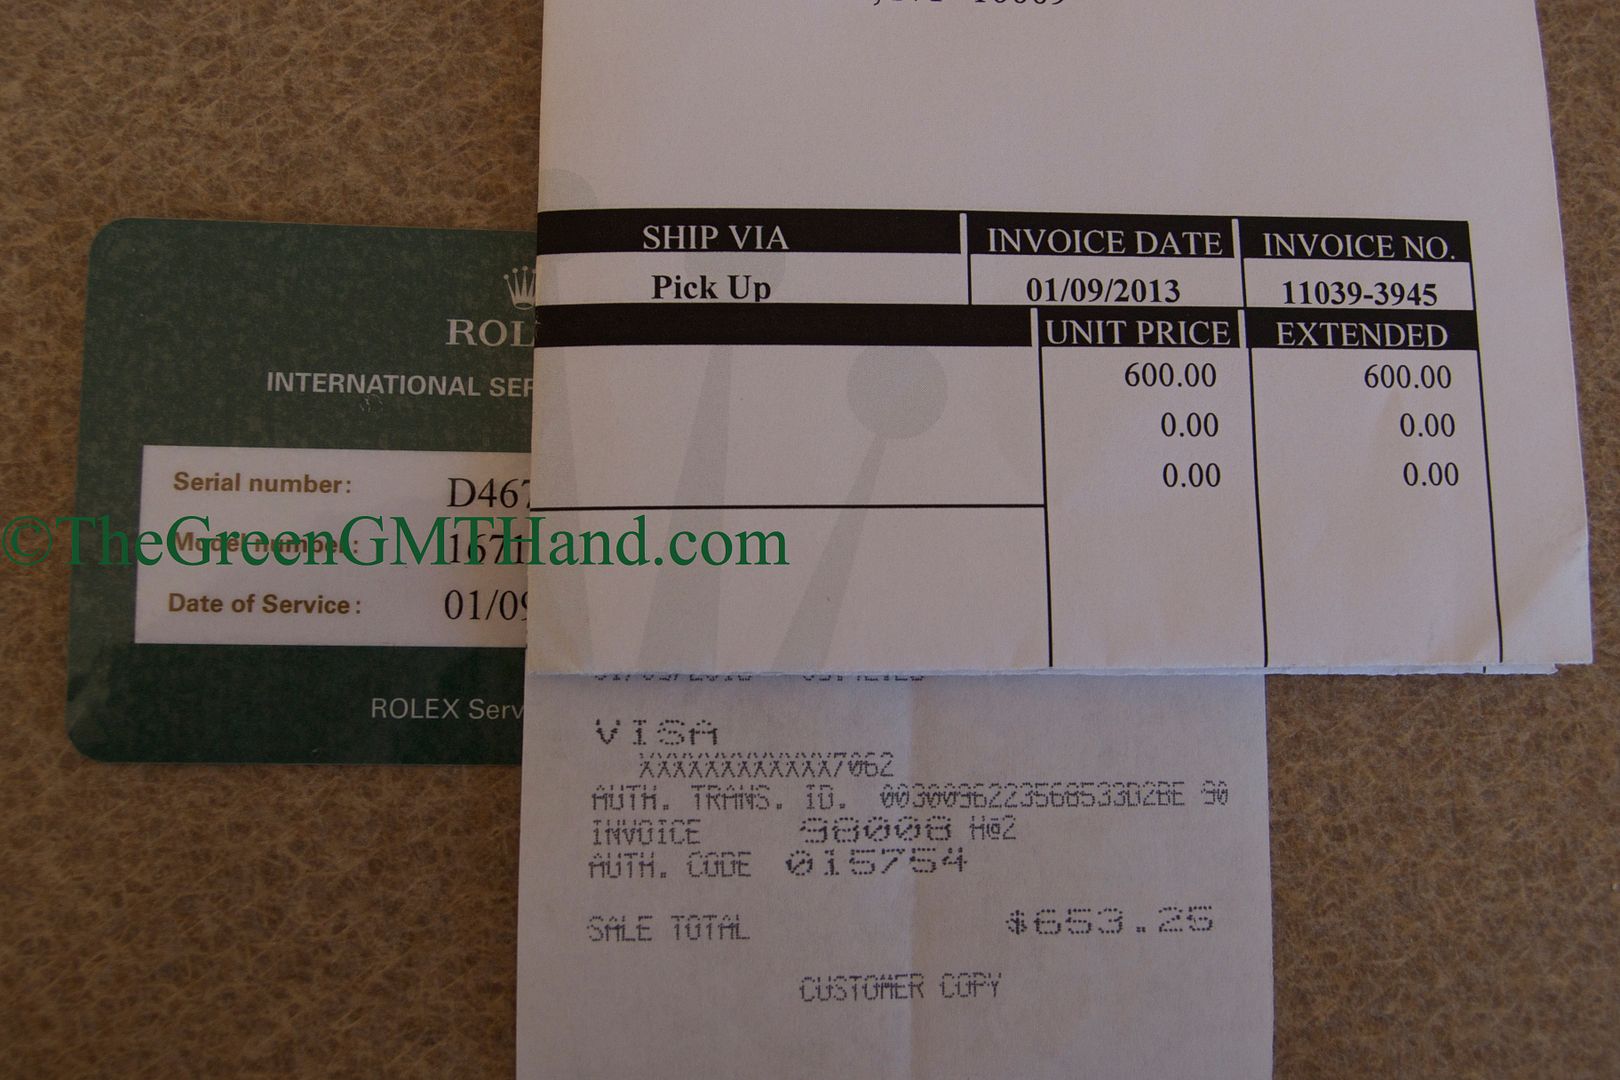 SHIP VIA INVOICE DATE INVOICE NO.
Pick Up 01/09/2013 11039-3945
UNIT PRICE EXTENDED
600.00 600.00
0.00 0.00
0.00 0.00
ROL
INTERNATIONAL SER
Serial number: D467
Model number: 1671
Date of Service: 01/09
ROLEX Serv
©TheGreenGMTHand.com
VISA
XXXXXXXXXXXX7062
AUTH. TRANS. ID. 0030096223568533D2BE 90
INVOICE 98008 H@2
AUTH. CODE 015754
SALE TOTAL $653.25
CUSTOMER COPY